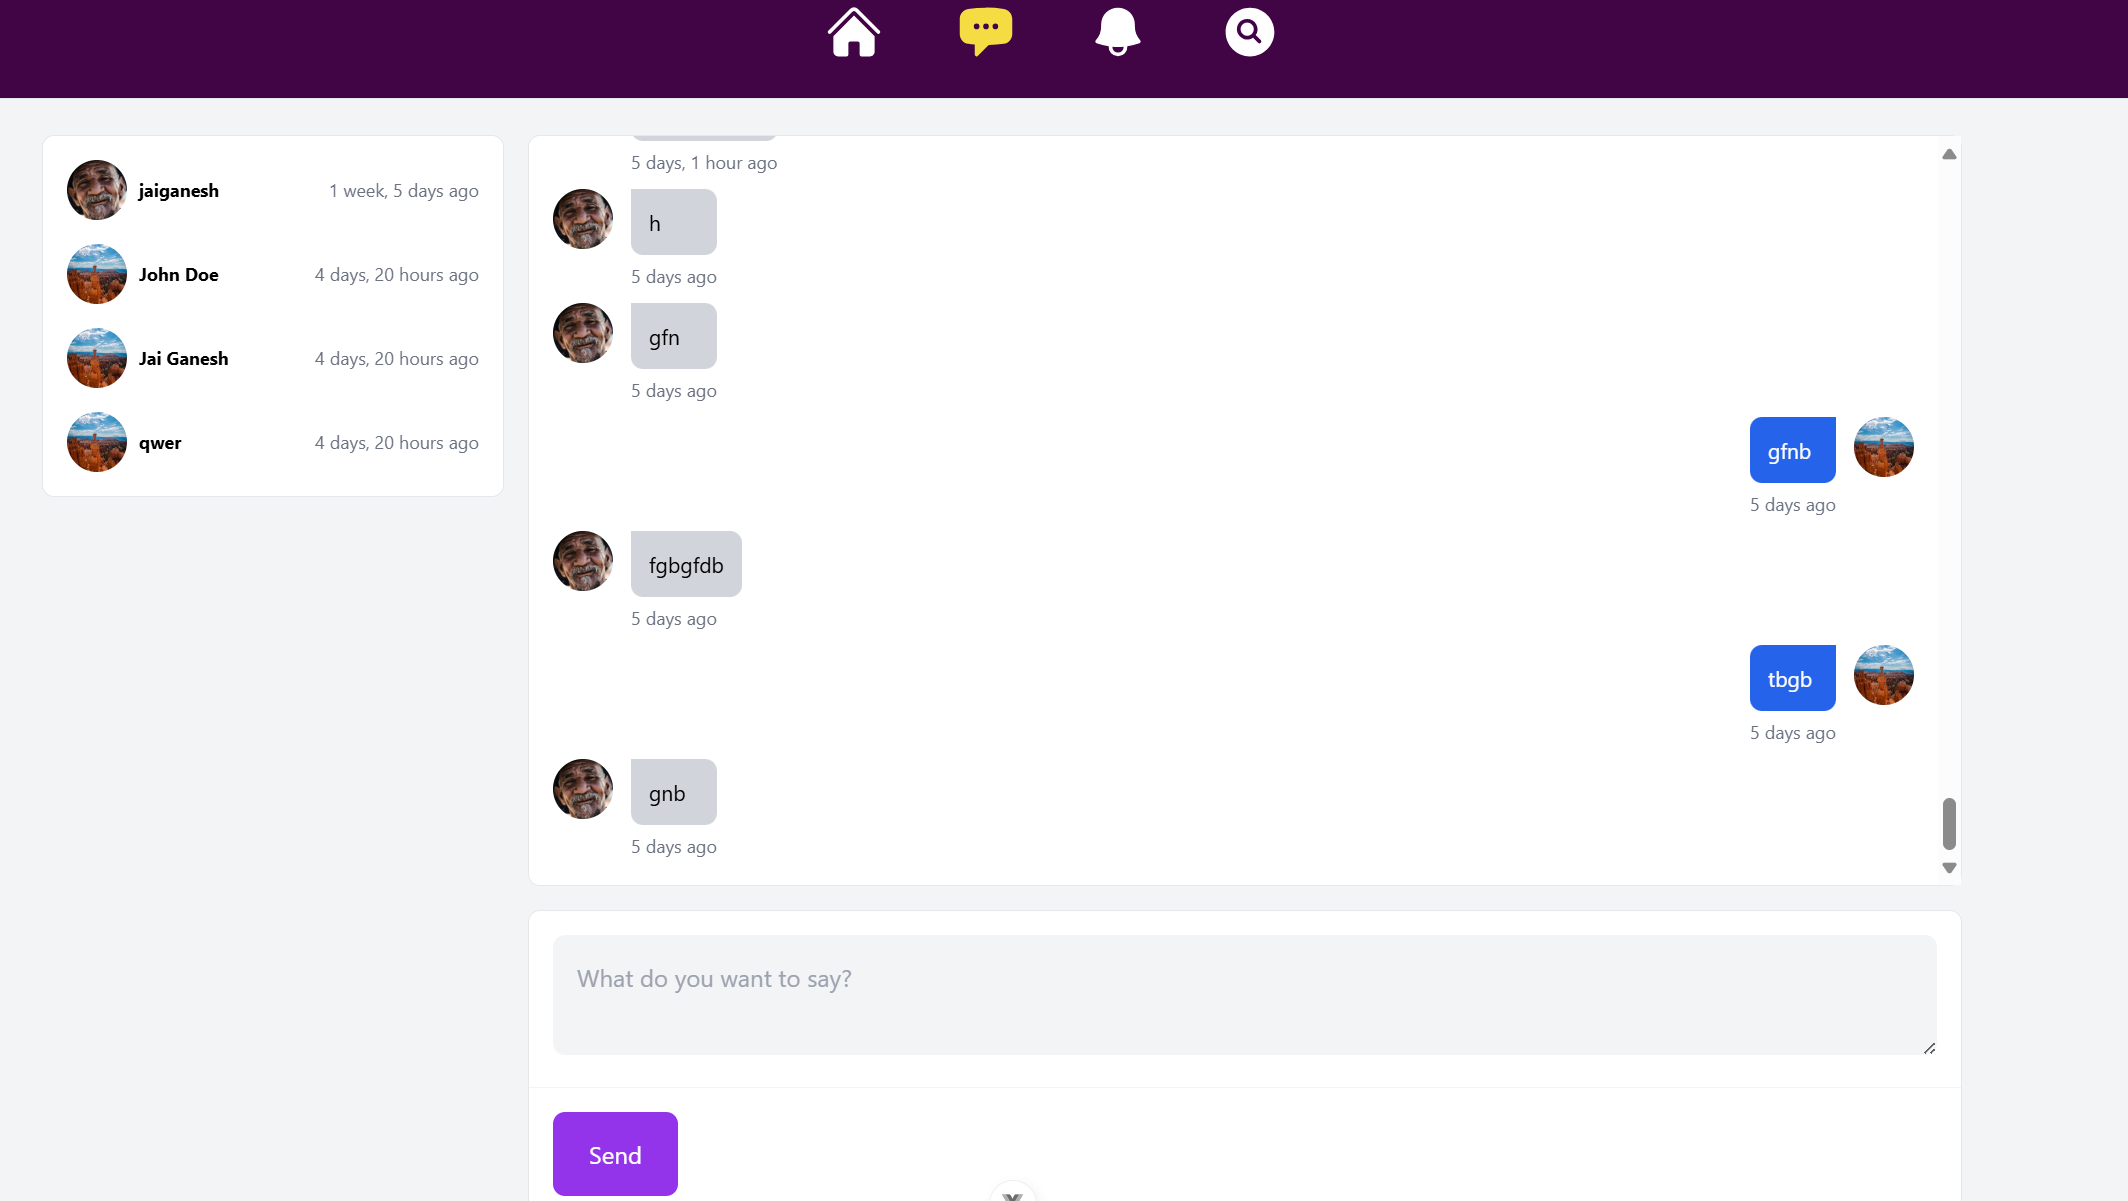 jaiganesh 1 week, 5 days ago
John Doe 4 days, 20 hours ago
Jai Ganesh 4 days, 20 hours ago
qwer 4 days, 20 hours ago
5 days, 1 hour ago
h
5 days ago
gfn
5 days ago
gfnb
5 days ago
fgbgfdb
5 days ago
tbgb
5 days ago
gnb
5 days ago
What do you want to say?
Send